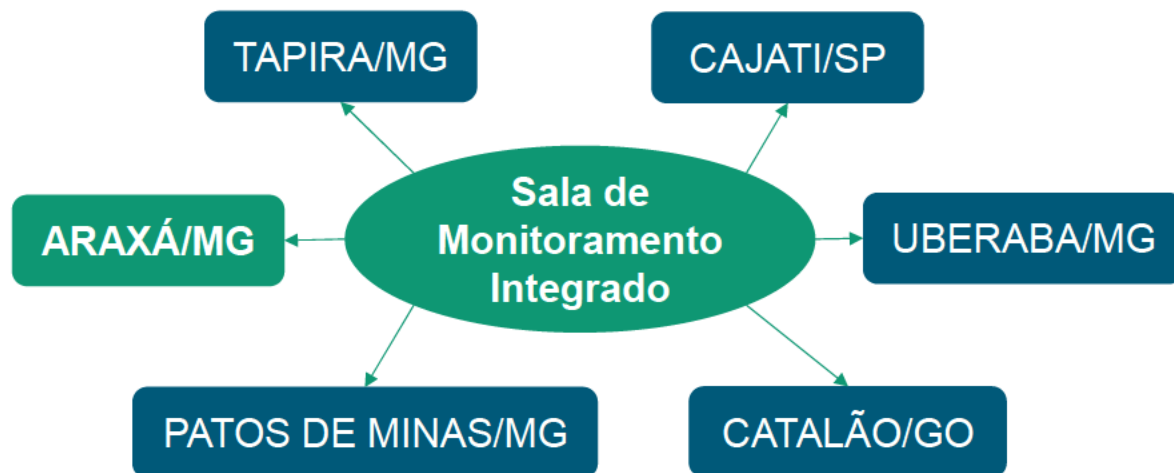 TAPIRA/MG
CAJATI/SP
Sala de
Monitoramento
Integrado
ARAXÁ/MG
UBERABA/MG
PATOS DE MINAS/MG
CATALÃO/GO